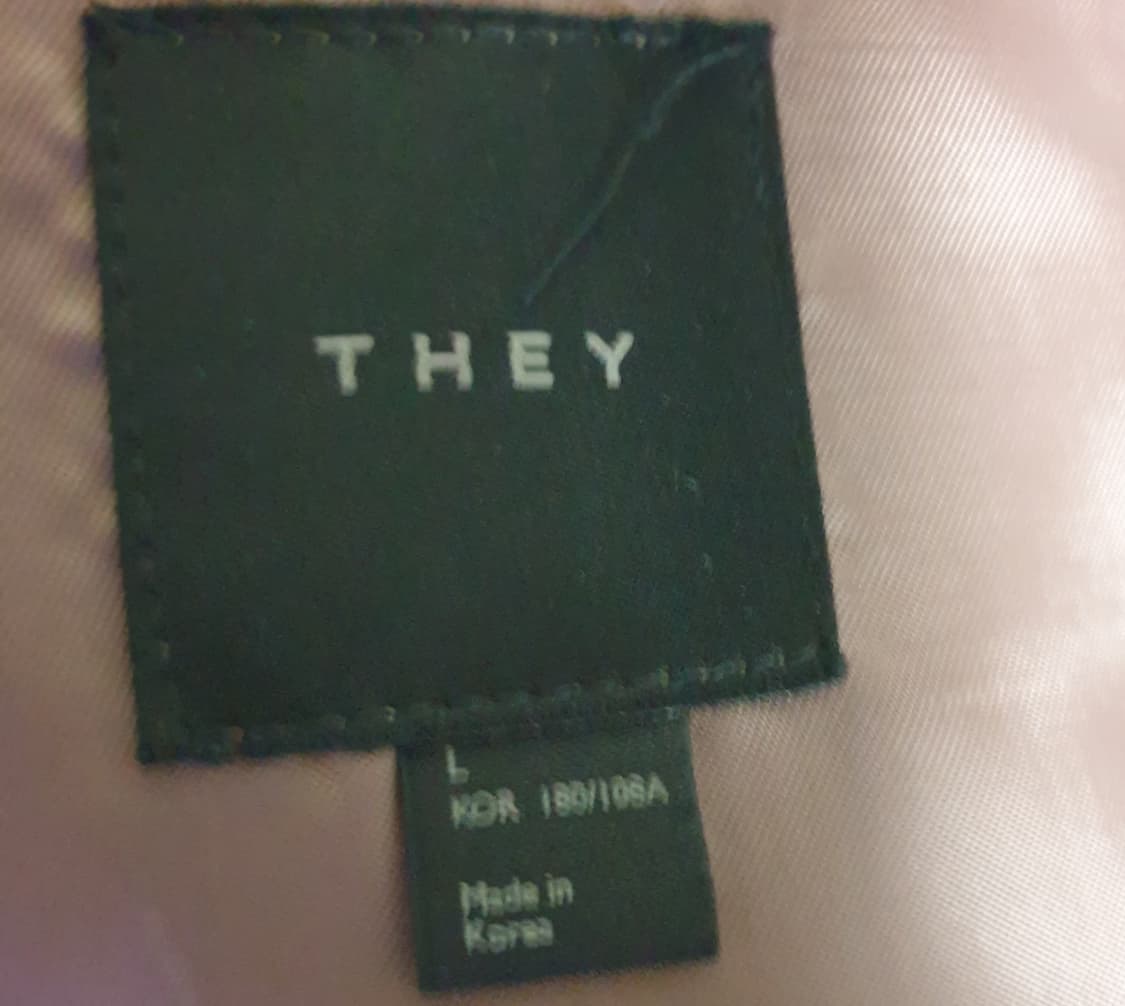 THEY
L
KOR 180/108A
Made in
Korea